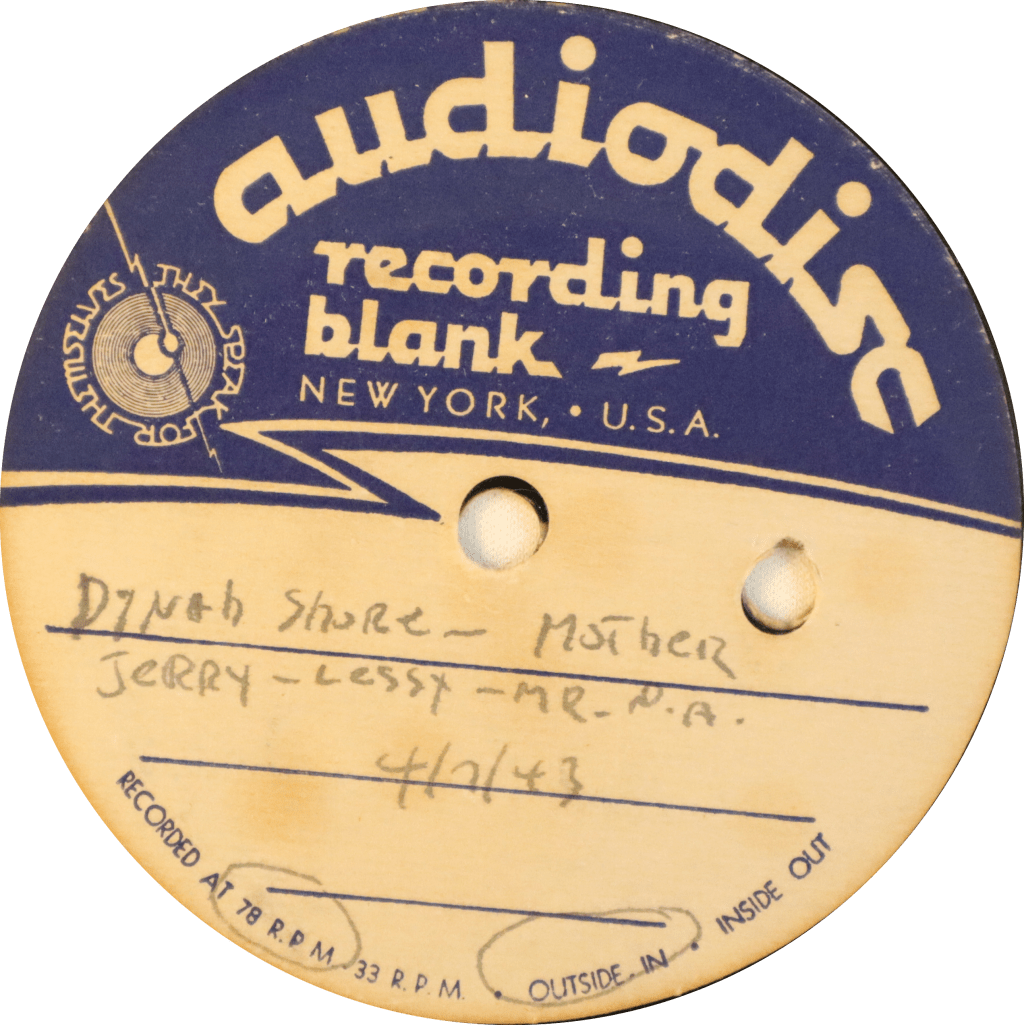 audiodisc
recording
blank
NEW YORK, • U.S.A.
THEY SPEAK FOR THEMSELVES
Dynah Shore - Mother
Jerry - Lessy - MR. P.A.
4/7/43
RECORDED AT 78 R.P.M. 33 R.P.M. • OUTSIDE-IN • INSIDE OUT